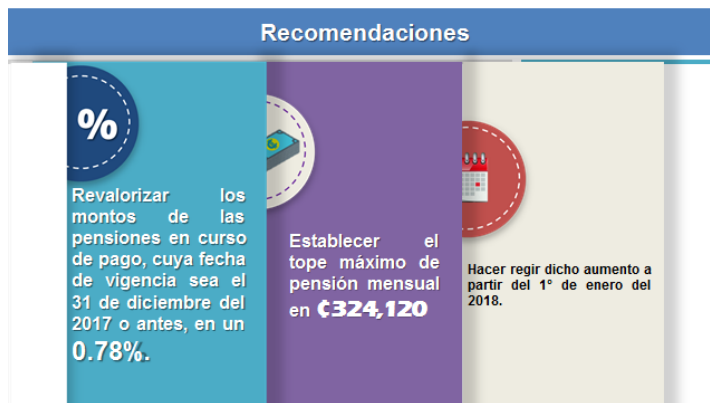 Recomendaciones
%
Revalorizar los
montos de las
pensiones en curso
de pago, cuya fecha
de vigencia sea el
31 de diciembre del
2017 o antes, en un
0.78%.
Establecer el
tope máximo de
pensión mensual
en ₡324,120
Hacer regir dicho aumento a
partir del 1° de enero del
2018.